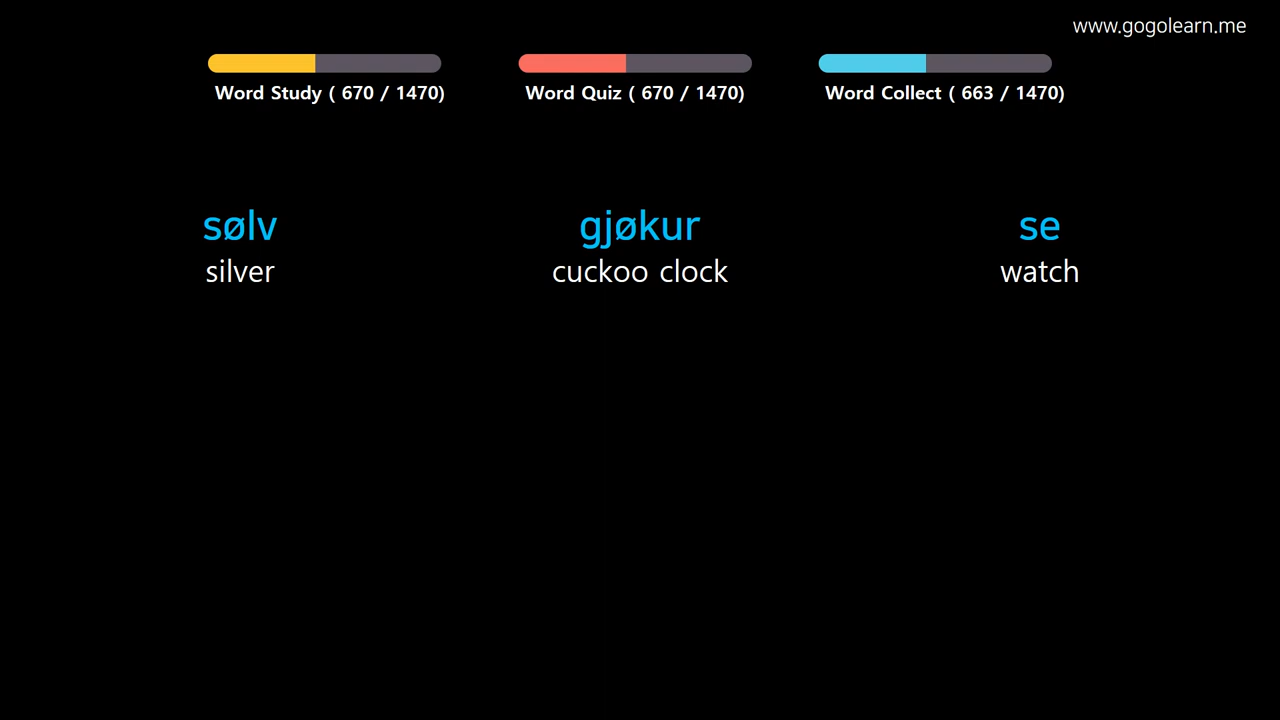 www.gogolearn.me
Word Study ( 670 / 1470)
Word Quiz ( 670 / 1470)
Word Collect ( 663 / 1470)
sølv
silver
gjøkur
cuckoo clock
se
watch